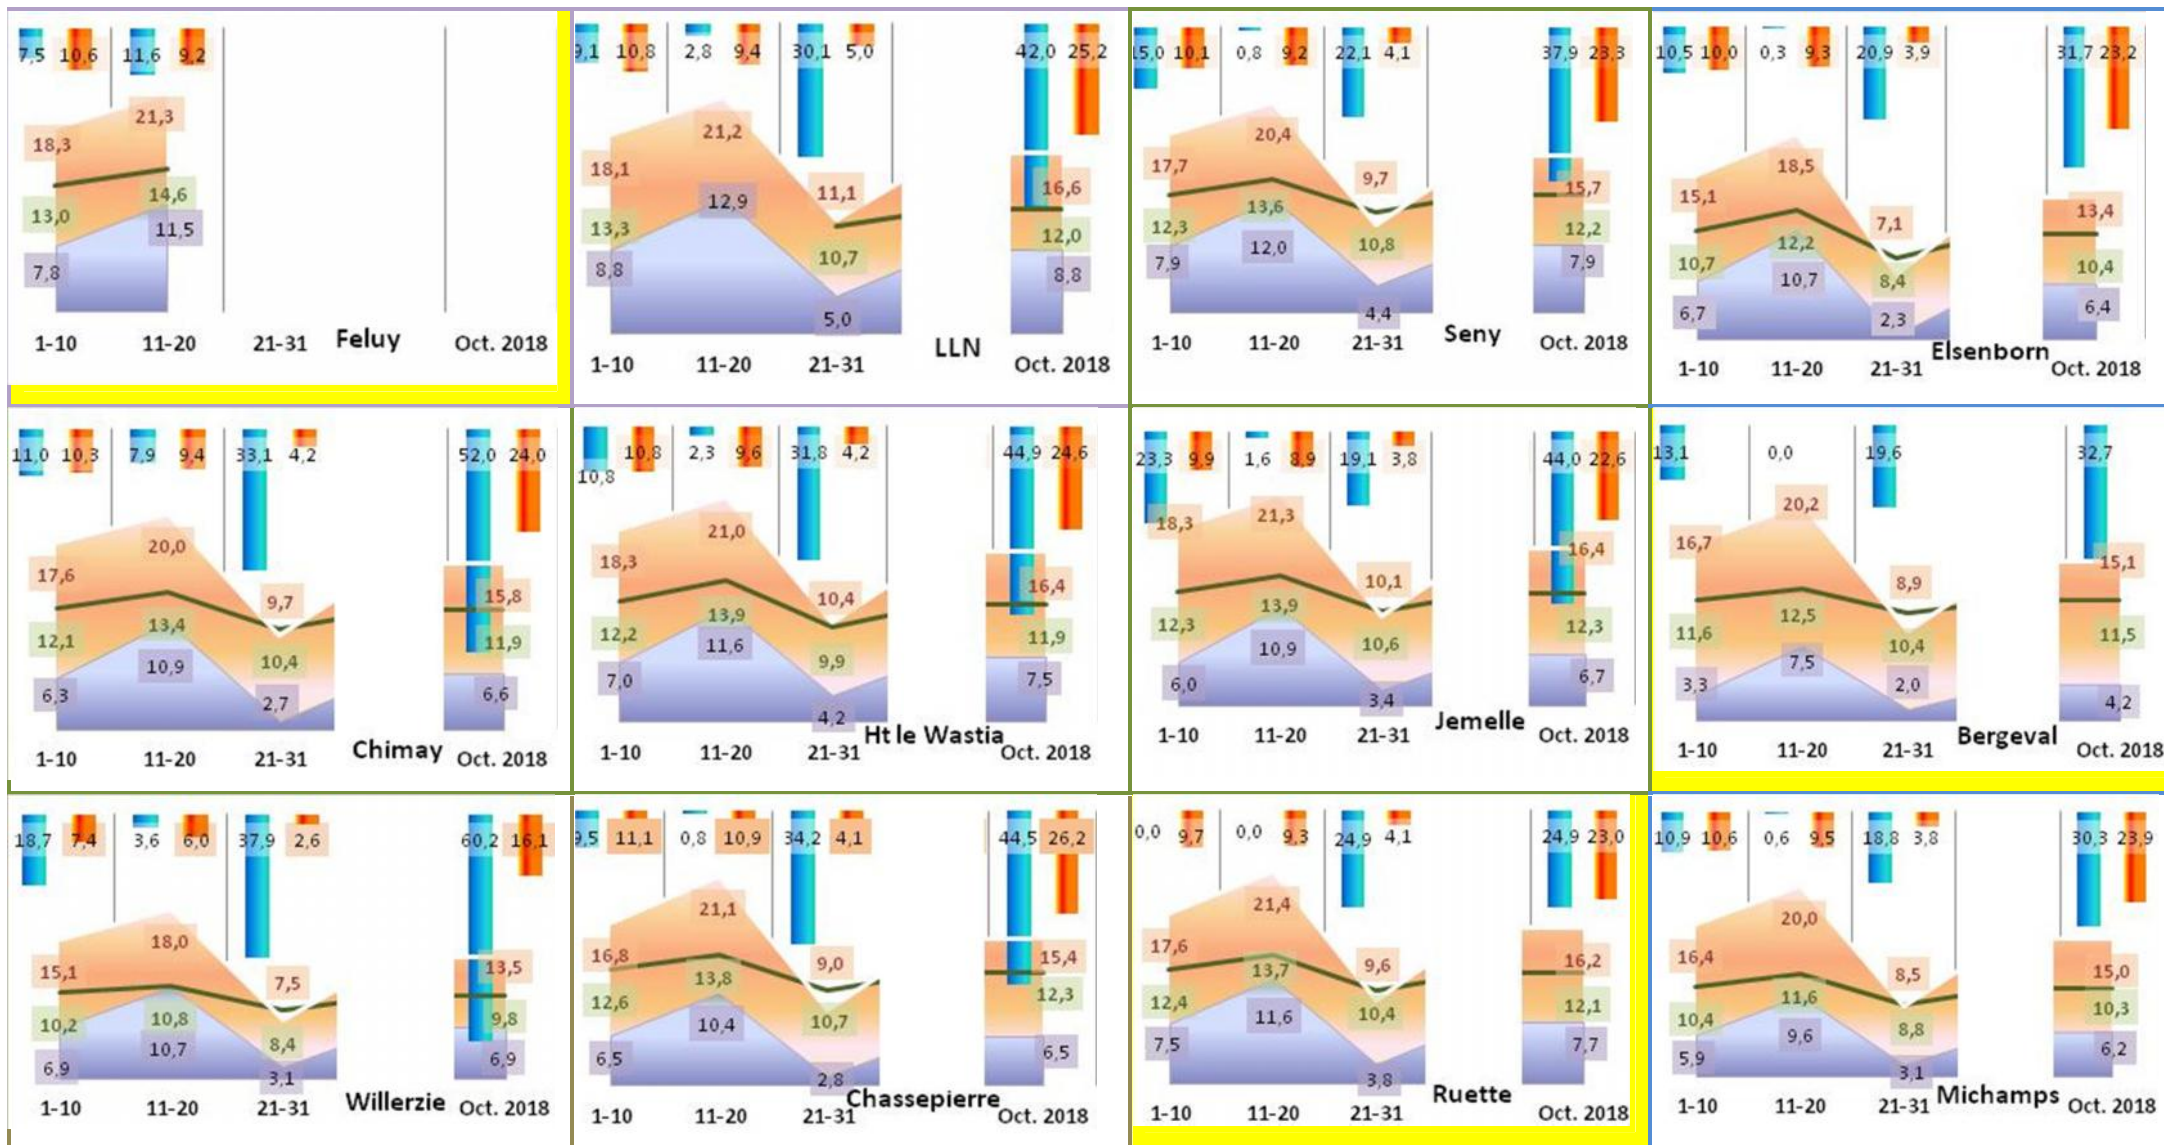 7,5 10,6 11,6 9,2
21,3
18,3
14,6
13,0
11,5
7,8
1-10 11-20 21-31 Feluy Oct. 2018
9,1 10,8 2,8 9,4 30,1 5,0 42,0 25,2
21,2
18,1 11,1 16,6
12,9
13,3 10,7 12,0
8,8 8,8
5,0
LLN
1-10 11-20 21-31 Oct. 2018
15,0 10,1 0,8 9,2 22,1 4,1 37,9 23,3
20,4
17,7 9,7 15,7
13,6
12,3 10,8 12,2
12,0
7,9 7,9
4,4
Seny
1-10 11-20 21-31 Oct. 2018
10,5 10,0 0,3 9,3 20,9 3,9 31,7 23,2
18,5
15,1 7,1 13,4
12,2
10,7 10,7 8,4 10,4
6,7 2,3 6,4
Elsenborn
1-10 11-20 21-31 Oct. 2018
11,0 10,3 7,9 9,4 33,1 4,2 52,0 24,0
20,0
17,6 9,7 15,8
13,4
12,1 10,4 11,9
10,9
6,3 2,7 6,6
Chimay
1-10 11-20 21-31 Oct. 2018
10,8 10,8 2,3 9,6 31,8 4,2 44,9 24,6
21,0
18,3 10,4 16,4
13,9
12,2 11,6 9,9 11,9
7,0 7,5
4,2
Ht le Wastia
1-10 11-20 21-31 Oct. 2018
23,3 9,9 1,6 8,9 19,1 3,8 44,0 22,6
18,3 21,3
10,1 16,4
13,9
12,3 10,6 12,3
10,9
6,0 3,4 6,7
Jemelle
1-10 11-20 21-31 Oct. 2018
13,1 0,0 19,6 32,7
20,2
16,7 8,9 15,1
12,5
11,6 10,4 11,5
7,5
3,3 2,0 4,2
Bergeval
1-10 11-20 21-31 Oct. 2018
18,7 7,4 3,6 6,0 37,9 2,6 60,2 16,1
18,0
15,1 7,5 13,5
10,2 10,8 9,8
10,7 8,4
6,9 3,1 6,9
Willerzie
1-10 11-20 21-31 Oct. 2018
9,5 11,1 0,8 10,9 34,2 4,1 44,5 26,2
21,1
16,8 9,0 15,4
13,8
12,6 10,7 12,3
10,4
6,5 2,8 6,5
Chassepierre
1-10 11-20 21-31 Oct. 2018
0,0 9,7 0,0 9,3 24,9 4,1 24,9 23,0
21,4
17,6 9,6 16,2
13,7
12,4 10,4 12,1
11,6
7,5 3,8 7,7
Ruette
1-10 11-20 21-31 Oct. 2018
10,9 10,6 0,6 9,5 18,8 3,8 30,3 23,9
20,0
16,4 8,5 15,0
11,6
10,4 8,8 10,3
9,6
5,9 3,1 6,2
Michamps
1-10 11-20 21-31 Oct. 2018